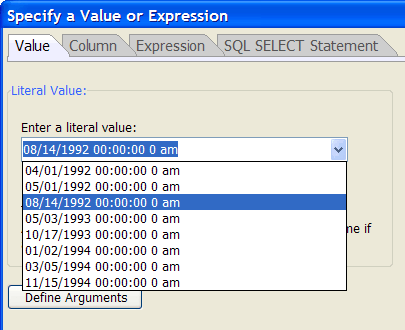 Specify a Value or Expression
Value Column Expression SQL SELECT Statement
Literal Value:
Enter a literal value:
08/14/1992 00:00:00 0 am
04/01/1992 00:00:00 0 am
05/01/1992 00:00:00 0 am
08/14/1992 00:00:00 0 am
05/03/1993 00:00:00 0 am
10/17/1993 00:00:00 0 am
me if
01/02/1994 00:00:00 0 am
03/05/1994 00:00:00 0 am
11/15/1994 00:00:00 0 am
Define Arguments